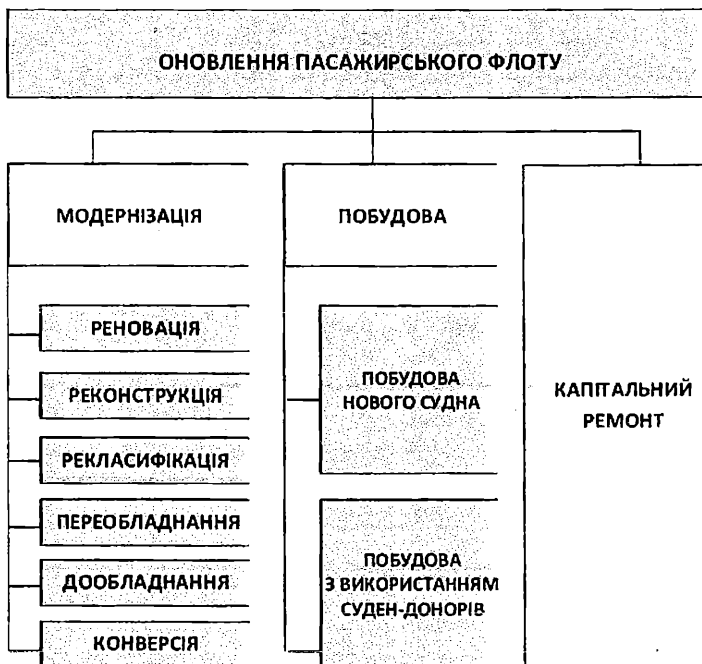 ОНОВЛЕННЯ ПАСАЖИРСЬКОГО ФЛОТУ
МОДЕРНІЗАЦІЯ
РЕНОВАЦІЯ
РЕКОНСТРУКЦІЯ
РЕКЛАСИФІКАЦІЯ
ПЕРЕОБЛАДНАННЯ
ДООБЛАДНАННЯ
КОНВЕРСІЯ
ПОБУДОВА
ПОБУДОВА
НОВОГО СУДНА
ПОБУДОВА
З ВИКОРИСТАННЯМ
СУДЕН-ДОНОРІВ
КАПІТАЛЬНИЙ
РЕМОНТ